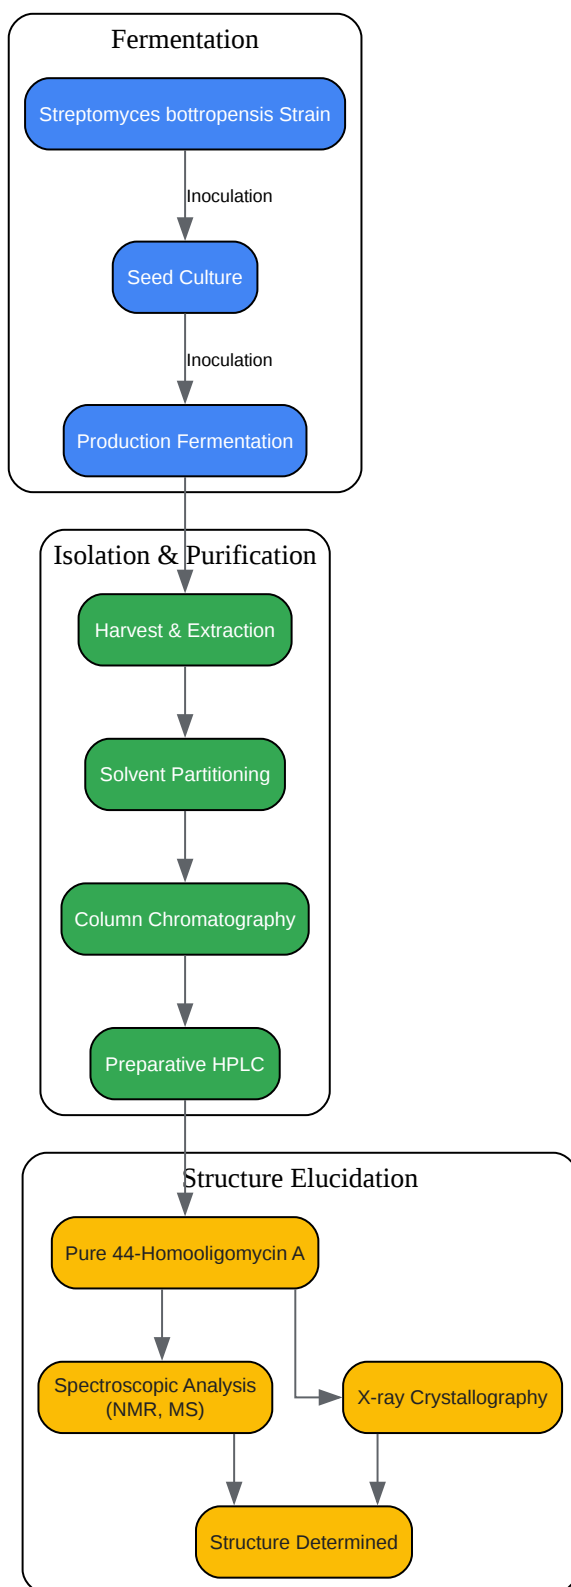 Fermentation
Streptomyces bottropensis Strain
Inoculation
Seed Culture
Inoculation
Production Fermentation
Isolation & Purification
Harvest & Extraction
Solvent Partitioning
Column Chromatography
Preparative HPLC
Structure Elucidation
Pure 44-Homooligomycin A
Spectroscopic Analysis
(NMR, MS)
X-ray Crystallography
Structure Determined